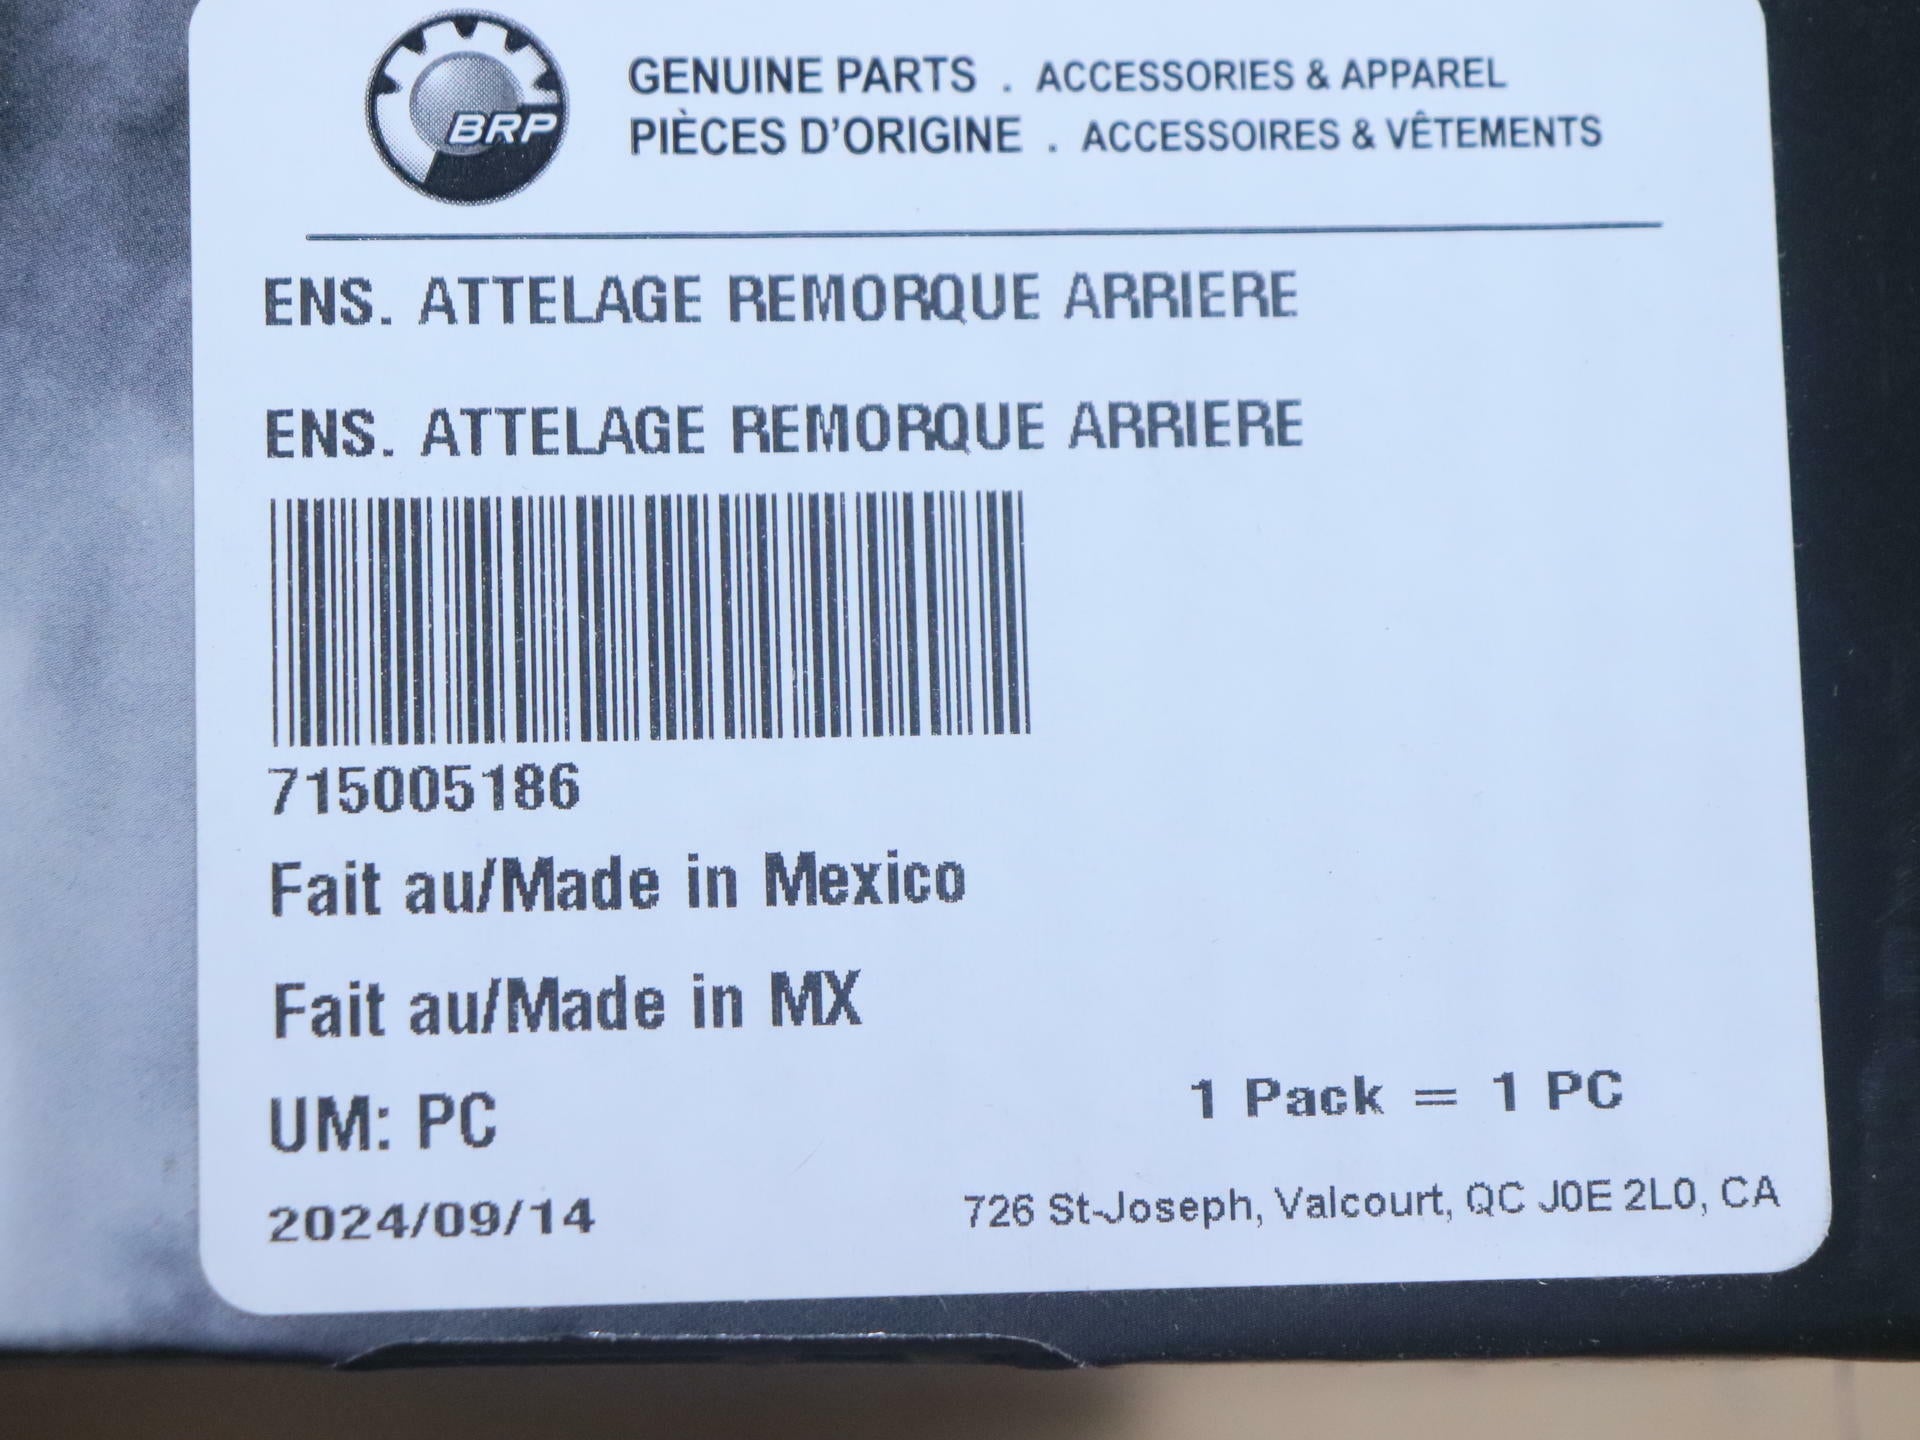 BRP
GENUINE PARTS . ACCESSORIES & APPAREL
PIÈCES D'ORIGINE . ACCESSOIRES & VÊTEMENTS
ENS. ATTELAGE REMORQUE ARRIERE
ENS. ATTELAGE REMORQUE ARRIERE
715005186
Fait au/Made in Mexico
Fait au/Made in MX
UM: PC
1 Pack = 1 PC
2024/09/14
726 St-Joseph, Valcourt, QC J0E 2L0, CA